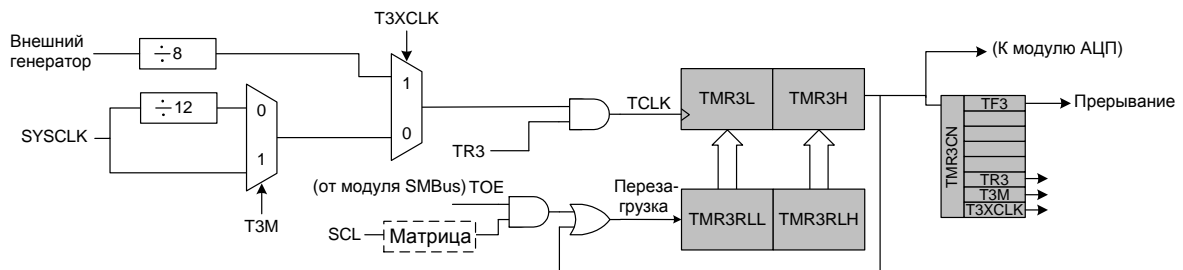 T3XCLK
Внешний
генератор
÷8
(К модулю АЦП)
1
÷12
0
TMR3L
TMR3H
TF3
Прерывание
TCLK
SYSCLK
0
1
TR3
TMR3CN
(от модуля SMBus) TOE
Переза-
грузка
TR3
T3M
T3XCLK
T3M
SCL
Матрица
TMR3RLL
TMR3RLH